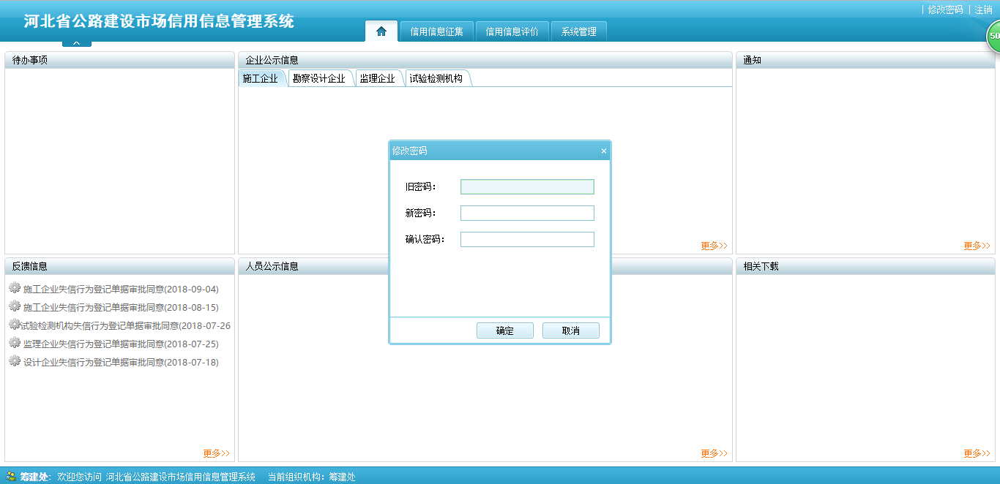 | 修改密码 | 注销
河北省公路建设市场信用信息管理系统
信用信息征集 信用信息评价 系统管理
50
待办事项
企业公示信息
施工企业 勘察设计企业 监理企业 试验检测机构
更多>>
通知
更多>>
修改密码 ×
旧密码：
新密码：
确认密码：
确定 取消
反馈信息
施工企业失信行为登记单据审批同意(2018-09-04)
施工企业失信行为登记单据审批同意(2018-08-15)
试验检测机构失信行为登记单据审批同意(2018-07-26
监理企业失信行为登记单据审批同意(2018-07-25)
设计企业失信行为登记单据审批同意(2018-07-18)
更多>>
人员公示信息
更多>>
相关下载
更多>>
筹建处: 欢迎您访问 河北省公路建设市场信用信息管理系统 当前组织机构：筹建处